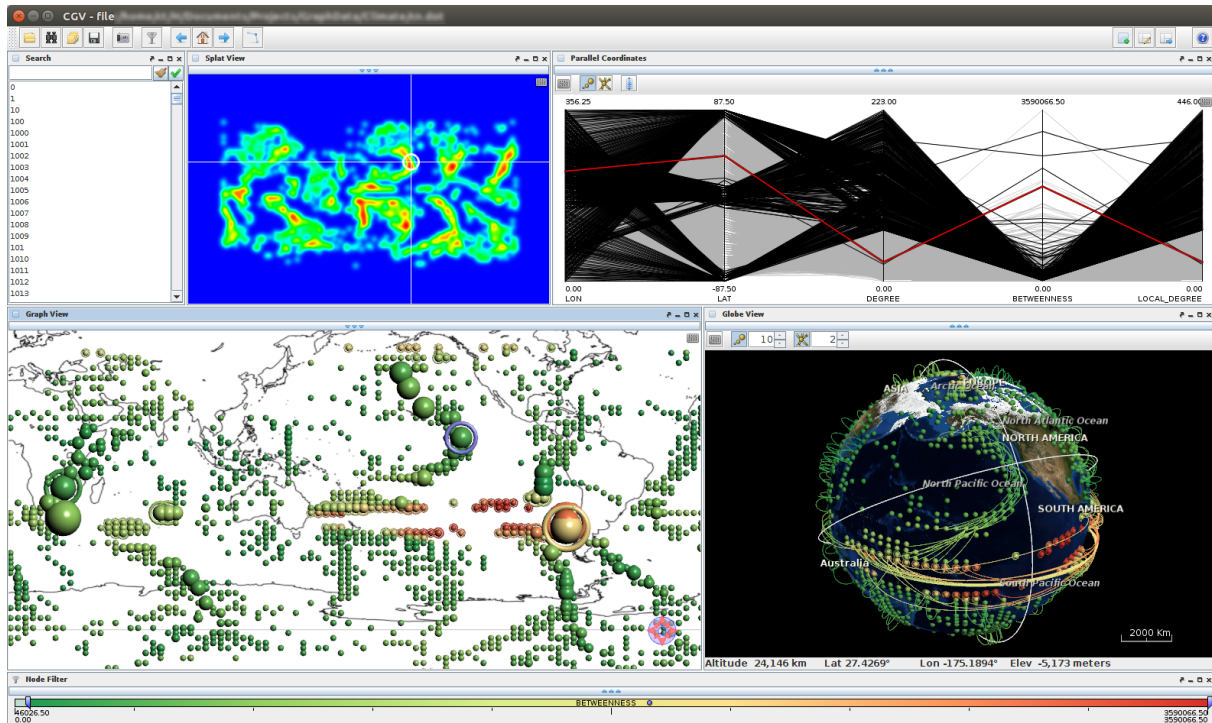 CGV - file
Search
Splat View
Parallel Coordinates
0
1
10
100
1000
1001
1002
1003
1004
1005
1006
1007
1008
1009
101
1010
1011
1012
1013
356.25 87.50 223.00 3590066.50 446.00
0.00 -87.50 0.00 0.00 0.00
LON LAT DEGREE BETWEENNESS LOCAL_DEGREE
Graph View
Globe View
10 2
ASIA
EUROPE
Arctic Ocean
North Atlantic Ocean
NORTH AMERICA
North Pacific Ocean
SOUTH AMERICA
Australia
South Pacific Ocean
2000 Km
Altitude 24,146 km Lat 27.4269° Lon -175.1894° Elev -5,173 meters
Node Filter
BETWEENNESS
46026.50 3590066.50
0.00 3590066.50